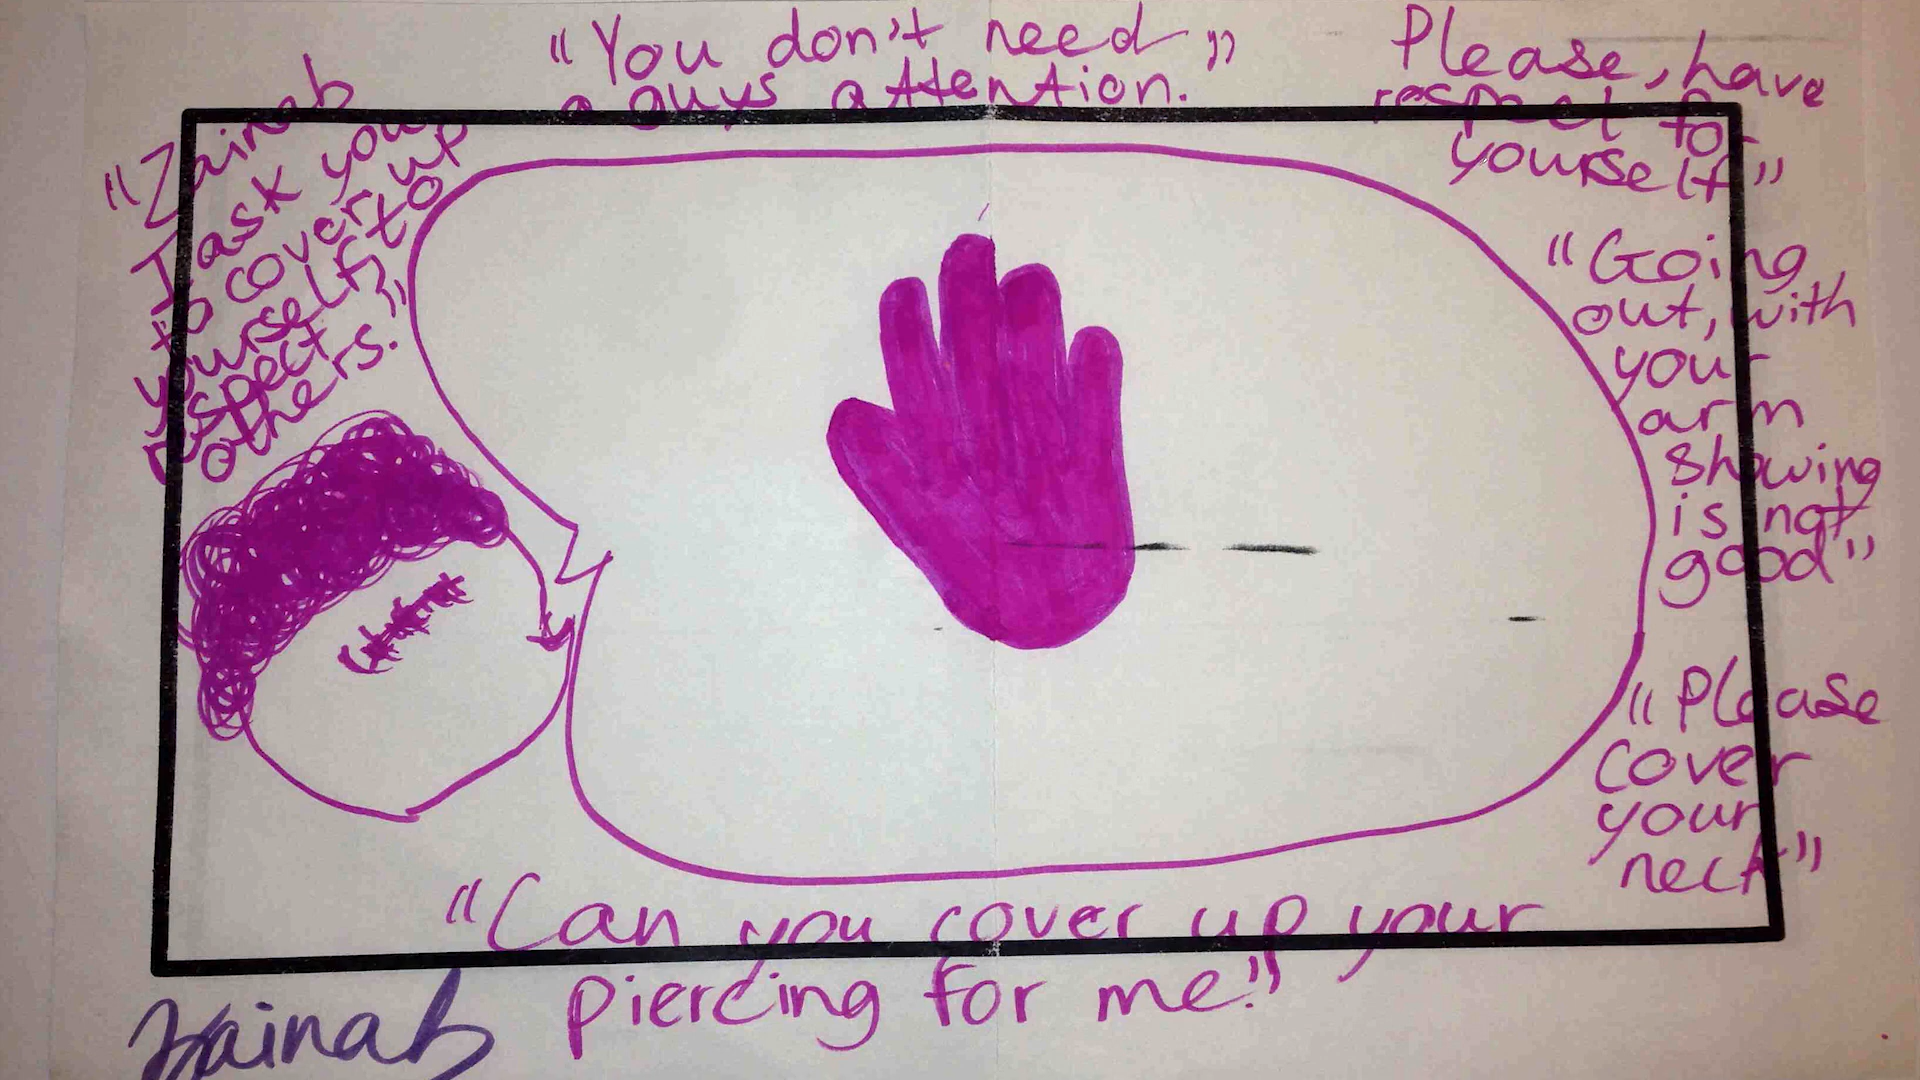 "Zainab
I ask you
to cover up
yourself, to
respect
others."
"You don't need
a guys attention."
Please, have
respect for
yourself"
"Going
out, with
your
arm
showing
is not
good"
"Please
cover
your
neck"
"Can you cover up your
piercing for me!"
Zainab